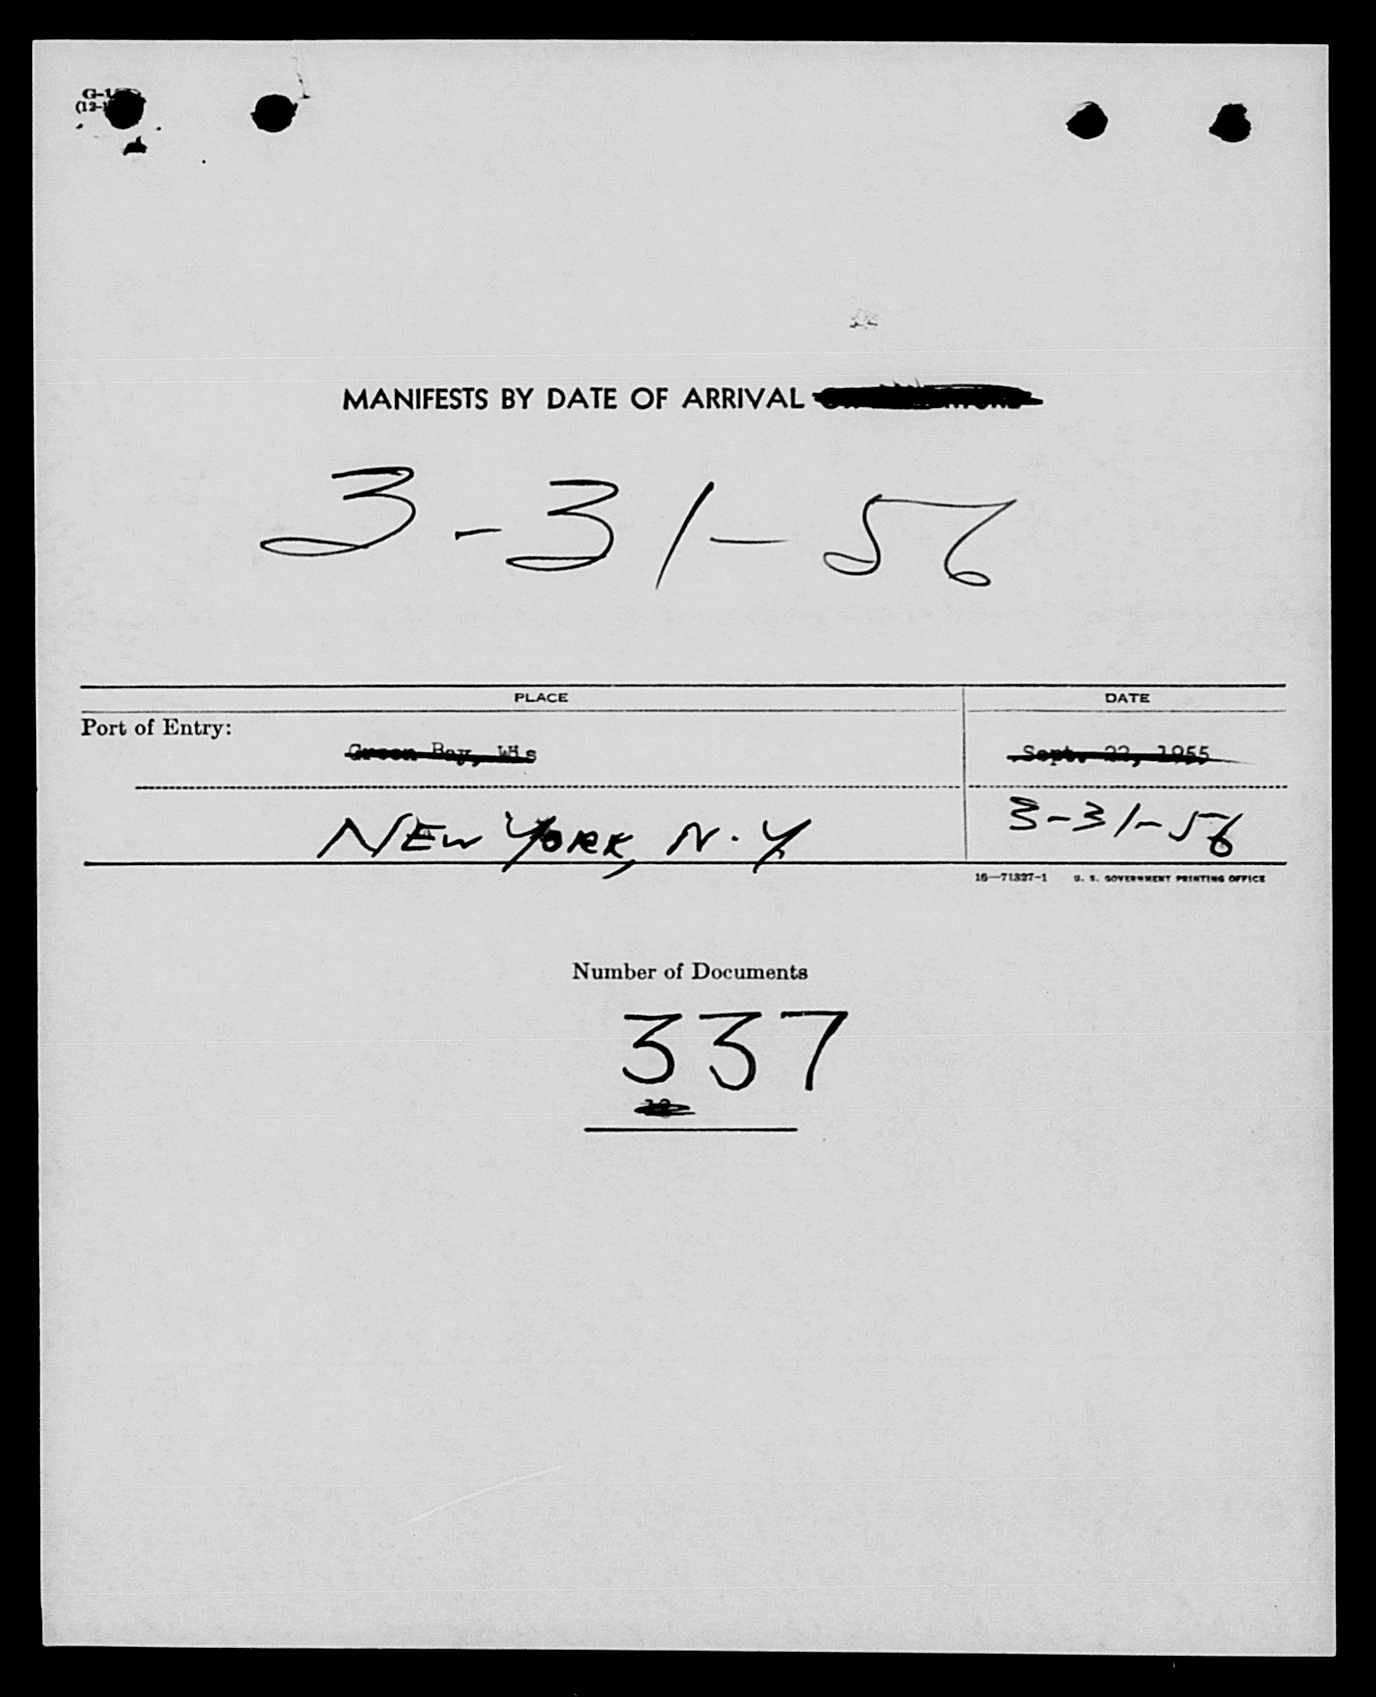 MANIFESTS BY DATE OF ARRIVAL
3-31-56
PLACE DATE
Port of Entry:
Green Bay, Wis Sept. 22, 1955
NEW YORK, N.Y. 3-31-56
16—71327-1 U. S. GOVERNMENT PRINTING OFFICE
Number of Documents
337